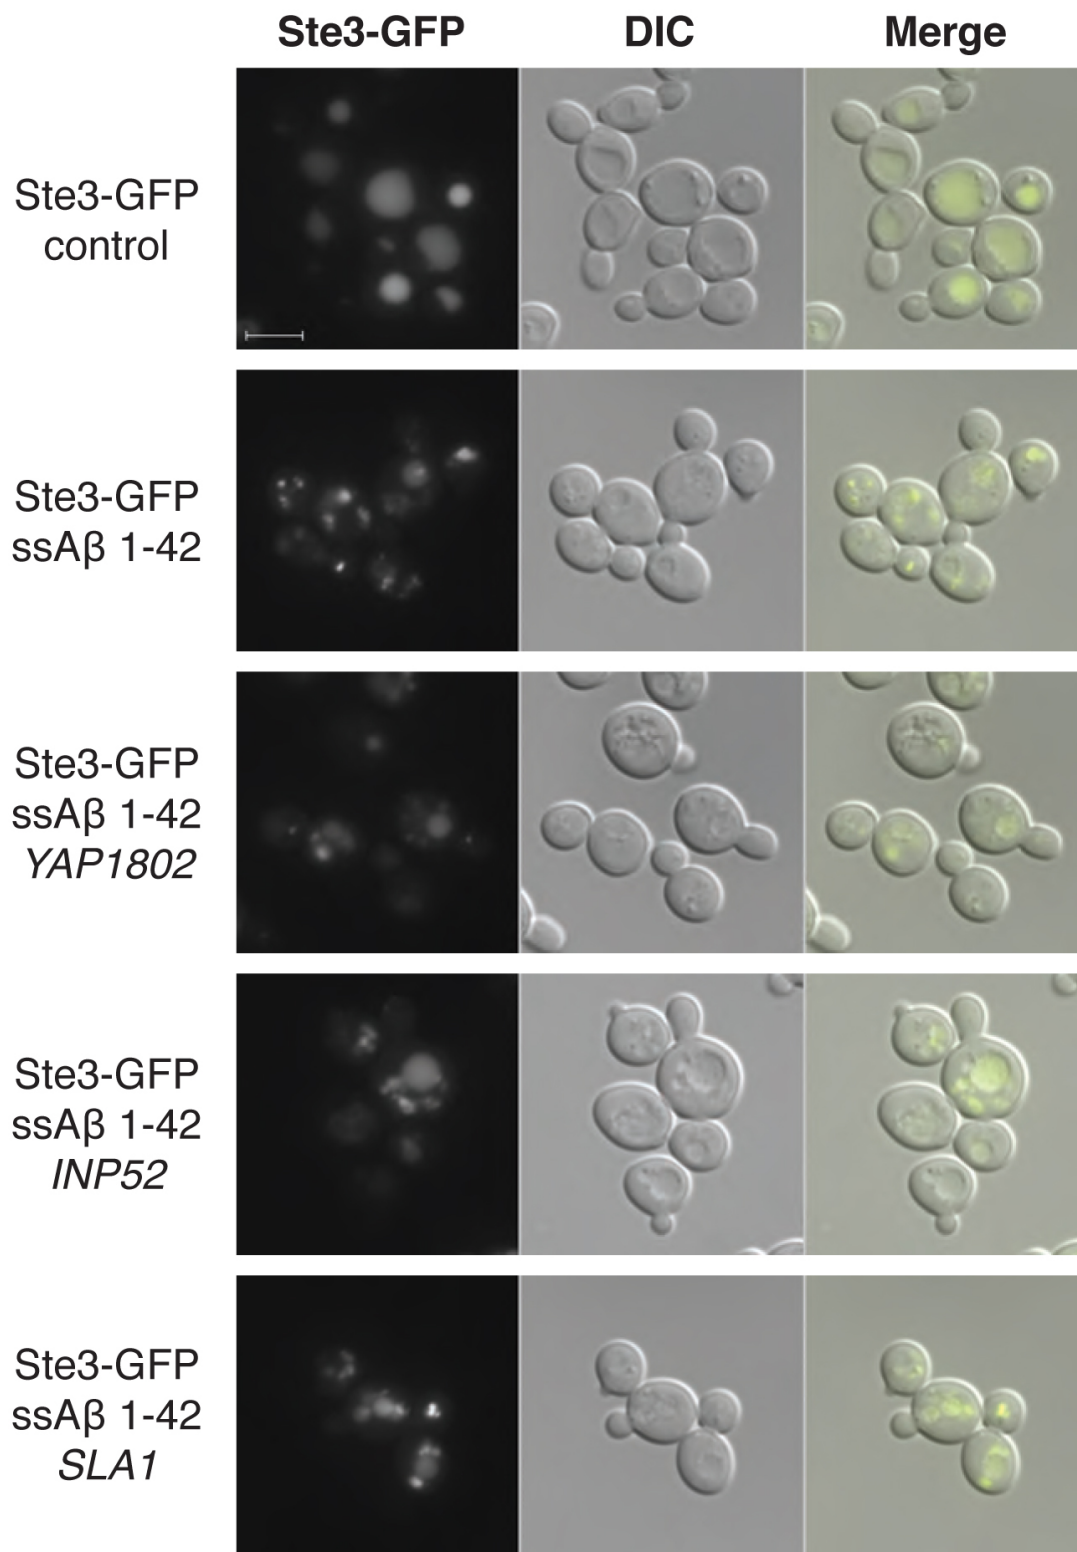 Ste3-GFP DIC Merge
Ste3-GFP
control
Ste3-GFP
ssAβ 1-42
Ste3-GFP
ssAβ 1-42
YAP1802
Ste3-GFP
ssAβ 1-42
INP52
Ste3-GFP
ssAβ 1-42
SLA1